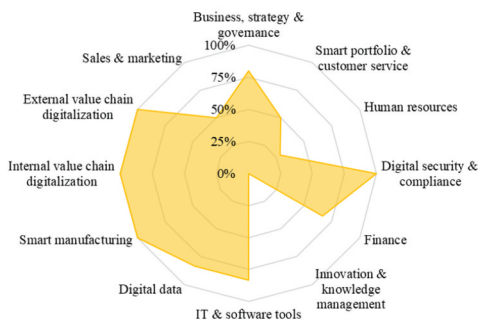 Business, strategy &
governance
100%
75%
50%
25%
0%
Smart portfolio &
customer service
Human resources
Digital security &
compliance
Finance
Innovation &
knowledge
management
IT & software tools
Digital data
Smart manufacturing
Internal value chain
digitalization
External value chain
digitalization
Sales & marketing